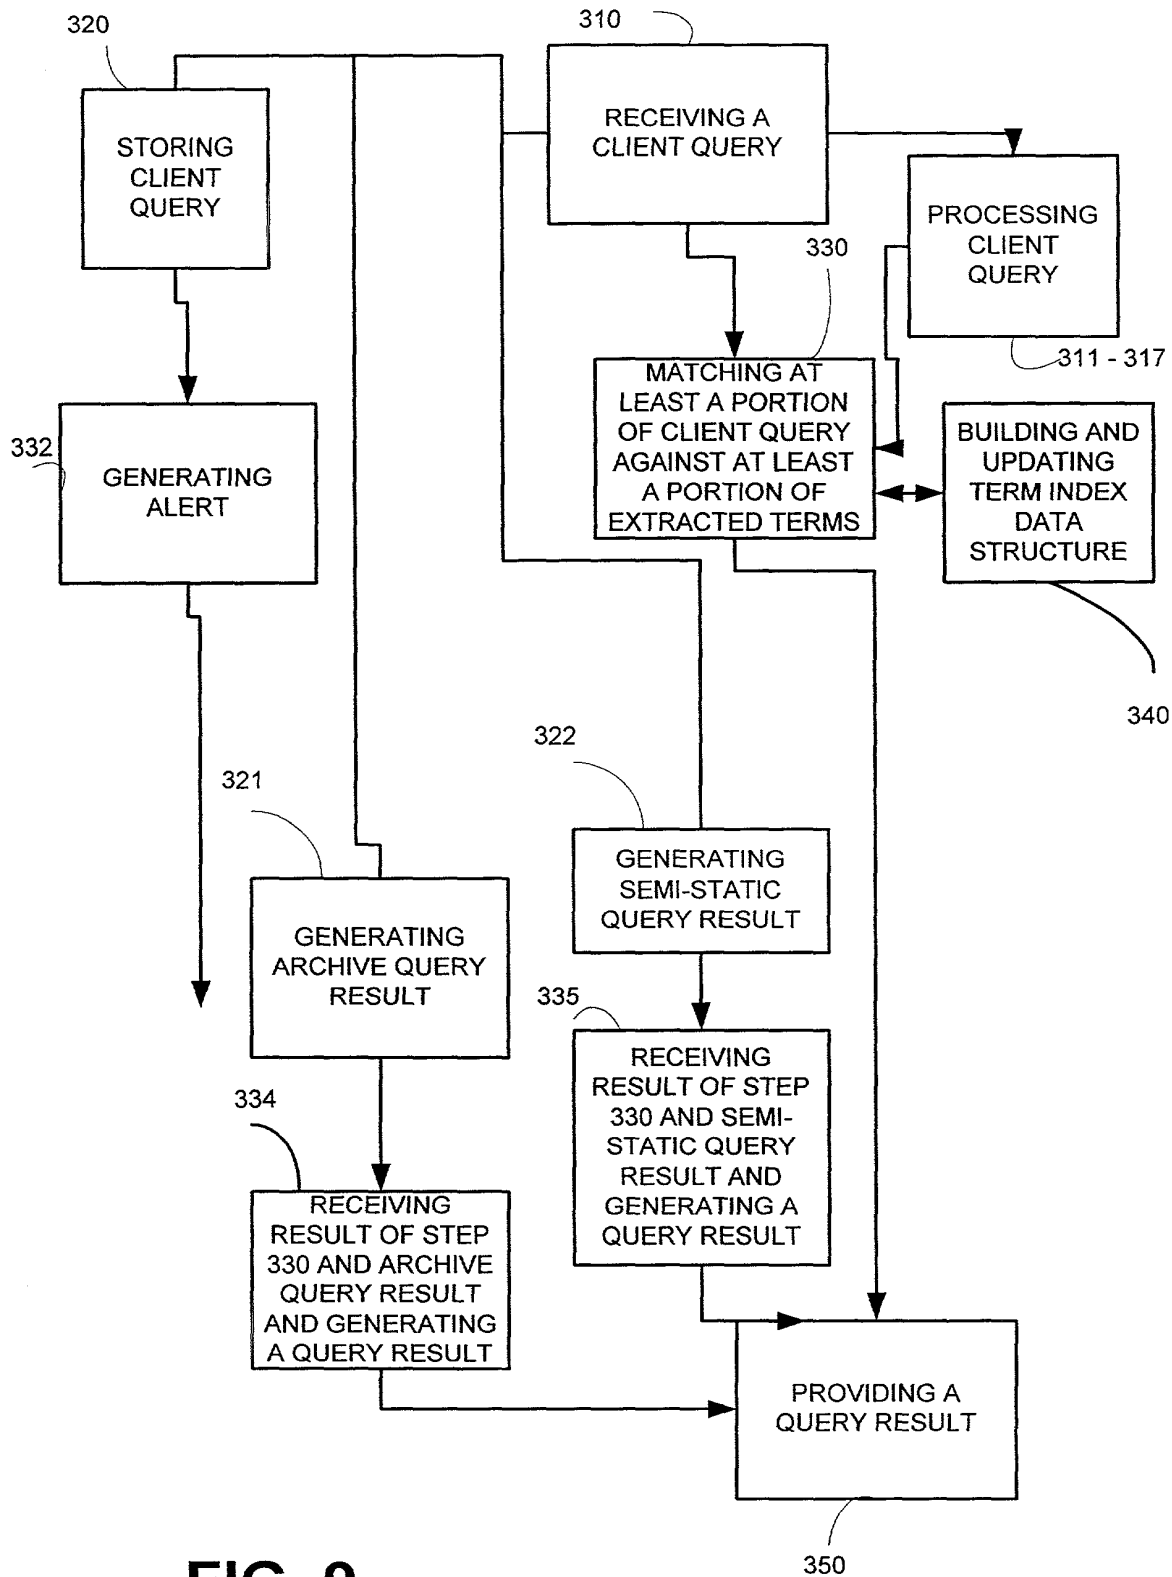 320
310
STORING
CLIENT
QUERY
RECEIVING A
CLIENT QUERY
PROCESSING
CLIENT
QUERY
330
311 - 317
MATCHING AT
LEAST A PORTION
OF CLIENT QUERY
AGAINST AT LEAST
A PORTION OF
EXTRACTED TERMS
BUILDING AND
UPDATING
TERM INDEX
DATA
STRUCTURE
332
GENERATING
ALERT
340
322
321
GENERATING
SEMI-STATIC
QUERY RESULT
GENERATING
ARCHIVE QUERY
RESULT
335
RECEIVING
RESULT OF STEP
330 AND SEMI-
STATIC QUERY
RESULT AND
GENERATING A
QUERY RESULT
334
RECEIVING
RESULT OF STEP
330 AND ARCHIVE
QUERY RESULT
AND GENERATING
A QUERY RESULT
PROVIDING A
QUERY RESULT
350
FIG.